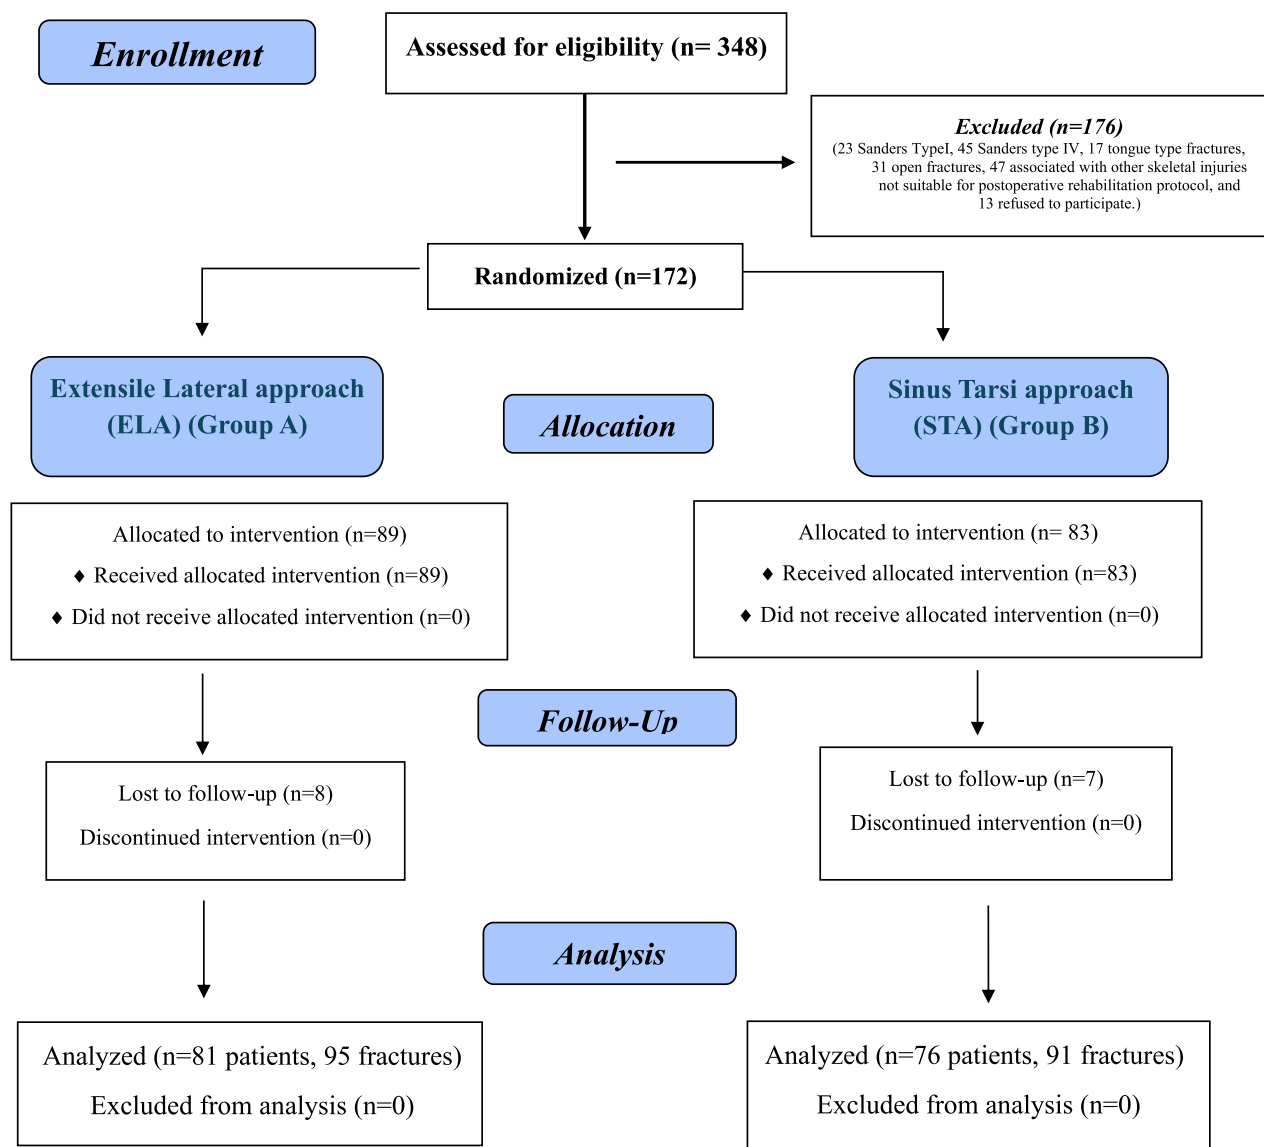 Enrollment
Assessed for eligibility (n= 348)
Excluded (n=176)
(23 Sanders TypeI, 45 Sanders type IV, 17 tongue type fractures,
31 open fractures, 47 associated with other skeletal injuries
not suitable for postoperative rehabilitation protocol, and
13 refused to participate.)
Randomized (n=172)
Extensile Lateral approach
(ELA) (Group A)
Sinus Tarsi approach
(STA) (Group B)
Allocation
Allocated to intervention (n=89)
♦ Received allocated intervention (n=89)
♦ Did not receive allocated intervention (n=0)
Allocated to intervention (n= 83)
♦ Received allocated intervention (n=83)
♦ Did not receive allocated intervention (n=0)
Follow-Up
Lost to follow-up (n=8)
Discontinued intervention (n=0)
Lost to follow-up (n=7)
Discontinued intervention (n=0)
Analysis
Analyzed (n=81 patients, 95 fractures)
Excluded from analysis (n=0)
Analyzed (n=76 patients, 91 fractures)
Excluded from analysis (n=0)